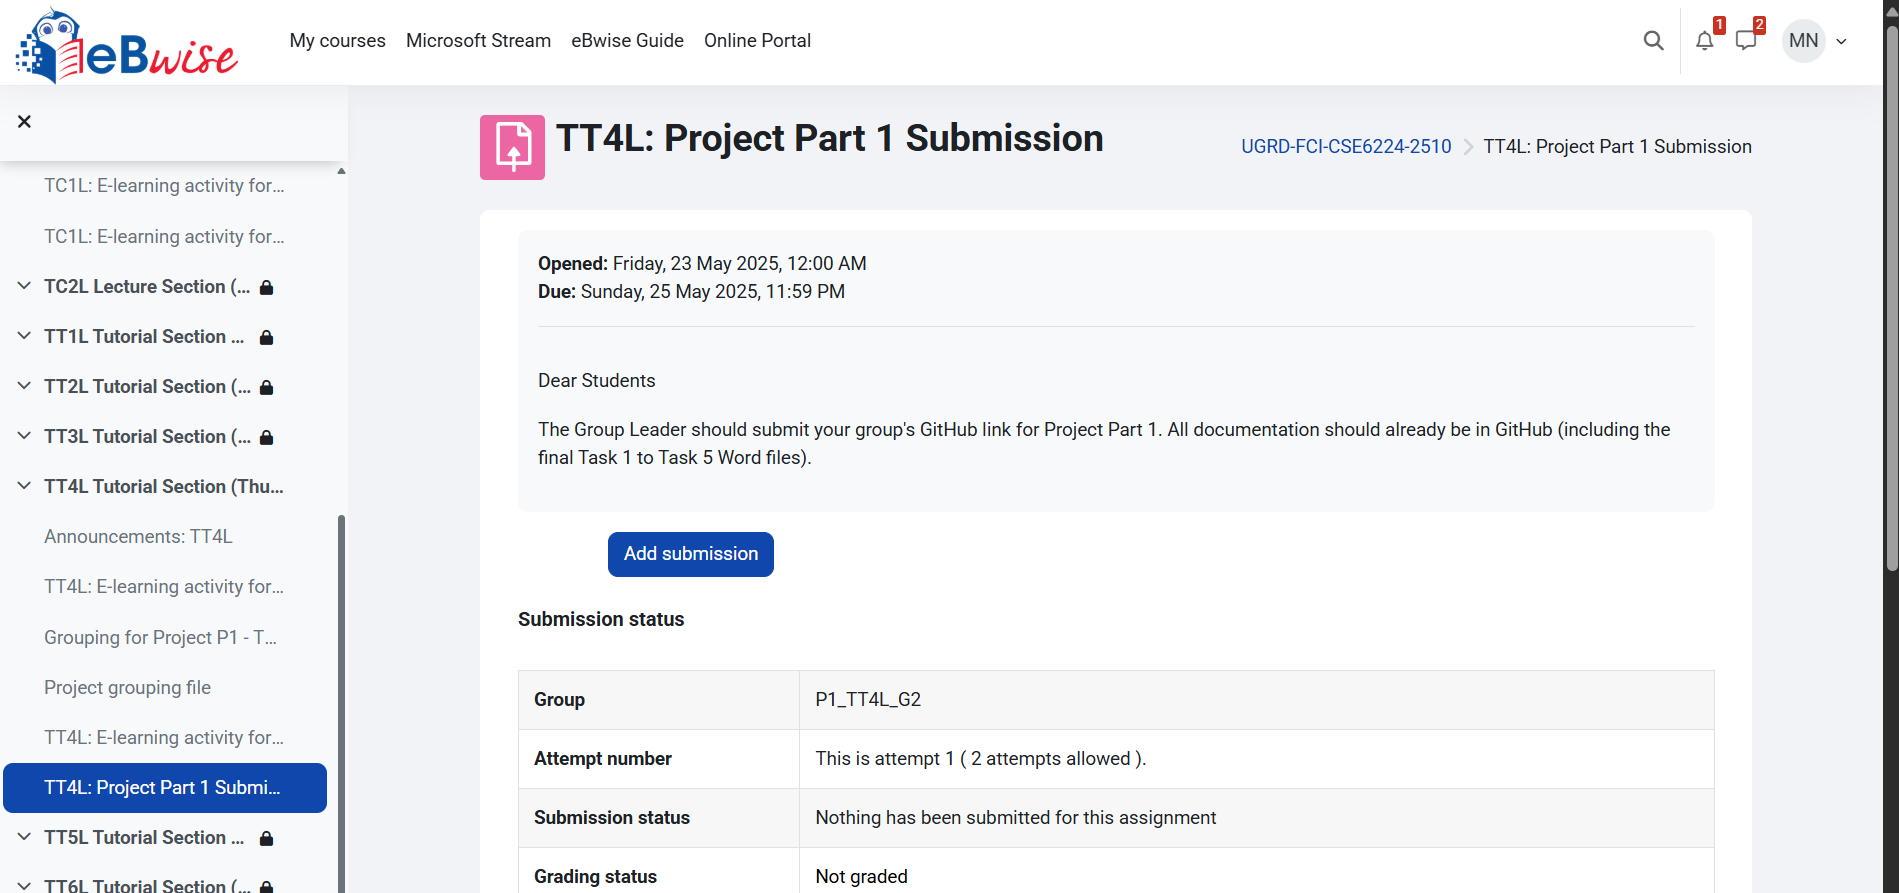 eBwise
My courses
Microsoft Stream
eBwise Guide
Online Portal
1
2
MN
TC1L: E-learning activity for...
TC1L: E-learning activity for...
TC2L Lecture Section (...
TT1L Tutorial Section ...
TT2L Tutorial Section (...
TT3L Tutorial Section (...
TT4L Tutorial Section (Thu...
Announcements: TT4L
TT4L: E-learning activity for...
Grouping for Project P1 - T...
Project grouping file
TT4L: E-learning activity for...
TT4L: Project Part 1 Submi...
TT5L Tutorial Section ...
TT6L Tutorial Section (...
TT4L: Project Part 1 Submission
UGRD-FCI-CSE6224-2510
TT4L: Project Part 1 Submission
Opened: Friday, 23 May 2025, 12:00 AM
Due: Sunday, 25 May 2025, 11:59 PM
Dear Students
The Group Leader should submit your group's GitHub link for Project Part 1. All documentation should already be in GitHub (including the
final Task 1 to Task 5 Word files).
Add submission
Submission status
Group P1_TT4L_G2
Attempt number This is attempt 1 ( 2 attempts allowed ).
Submission status Nothing has been submitted for this assignment
Grading status Not graded